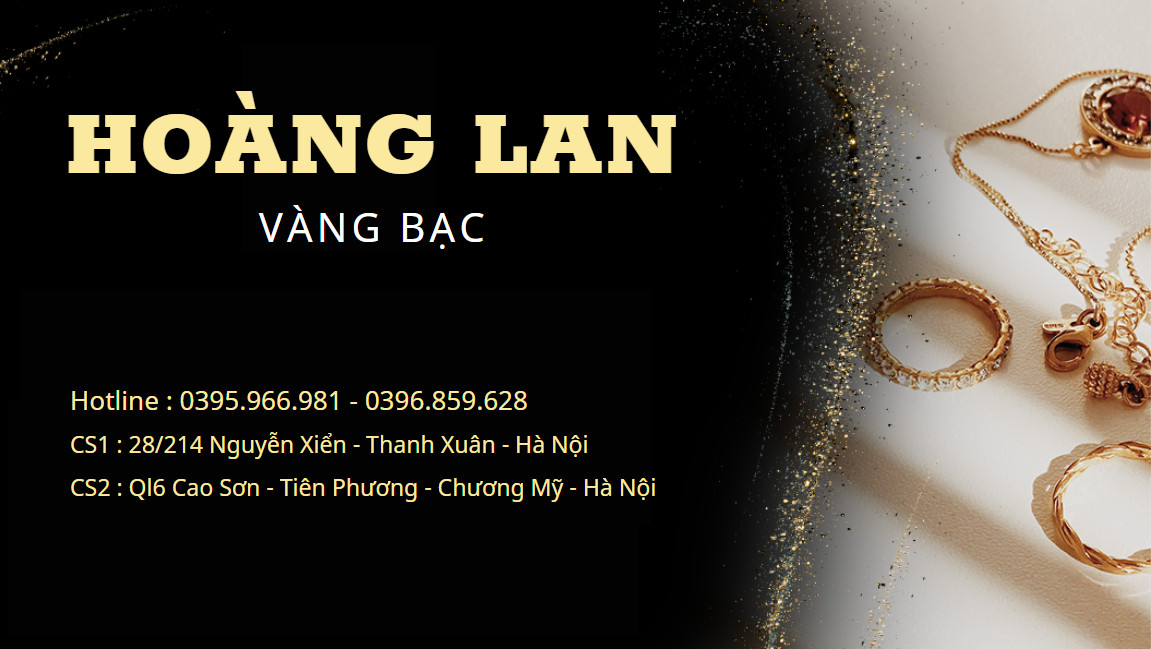 HOÀNG LAN
VÀNG BẠC
Hotline : 0395.966.981 - 0396.859.628
CS1 : 28/214 Nguyễn Xiển - Thanh Xuân - Hà Nội
CS2 : Ql6 Cao Sơn - Tiên Phương - Chương Mỹ - Hà Nội